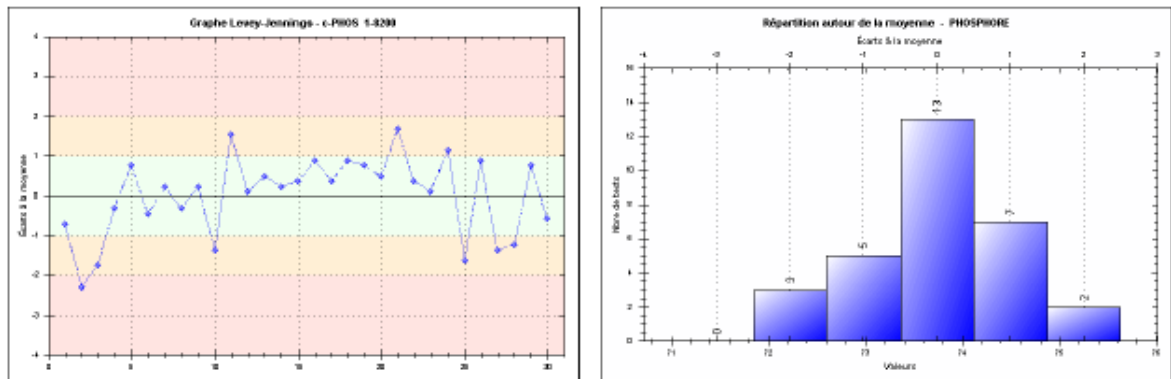 Graphe Levey-Jennings - c-PHOS 1-8200
Écarts à la moyenne
4
3
2
1
0
-1
-2
-3
-4
0 5 10 15 20 25 30
Répartition autour de la moyenne - PHOSPHORE
Écarts à la moyenne
-4 -3 -2 -1 0 1 2 3
Nbre de tests
16
14
12
10
8
6
4
2
0
0 3 5 13 7 2
71 72 73 74 75 76
Valeurs